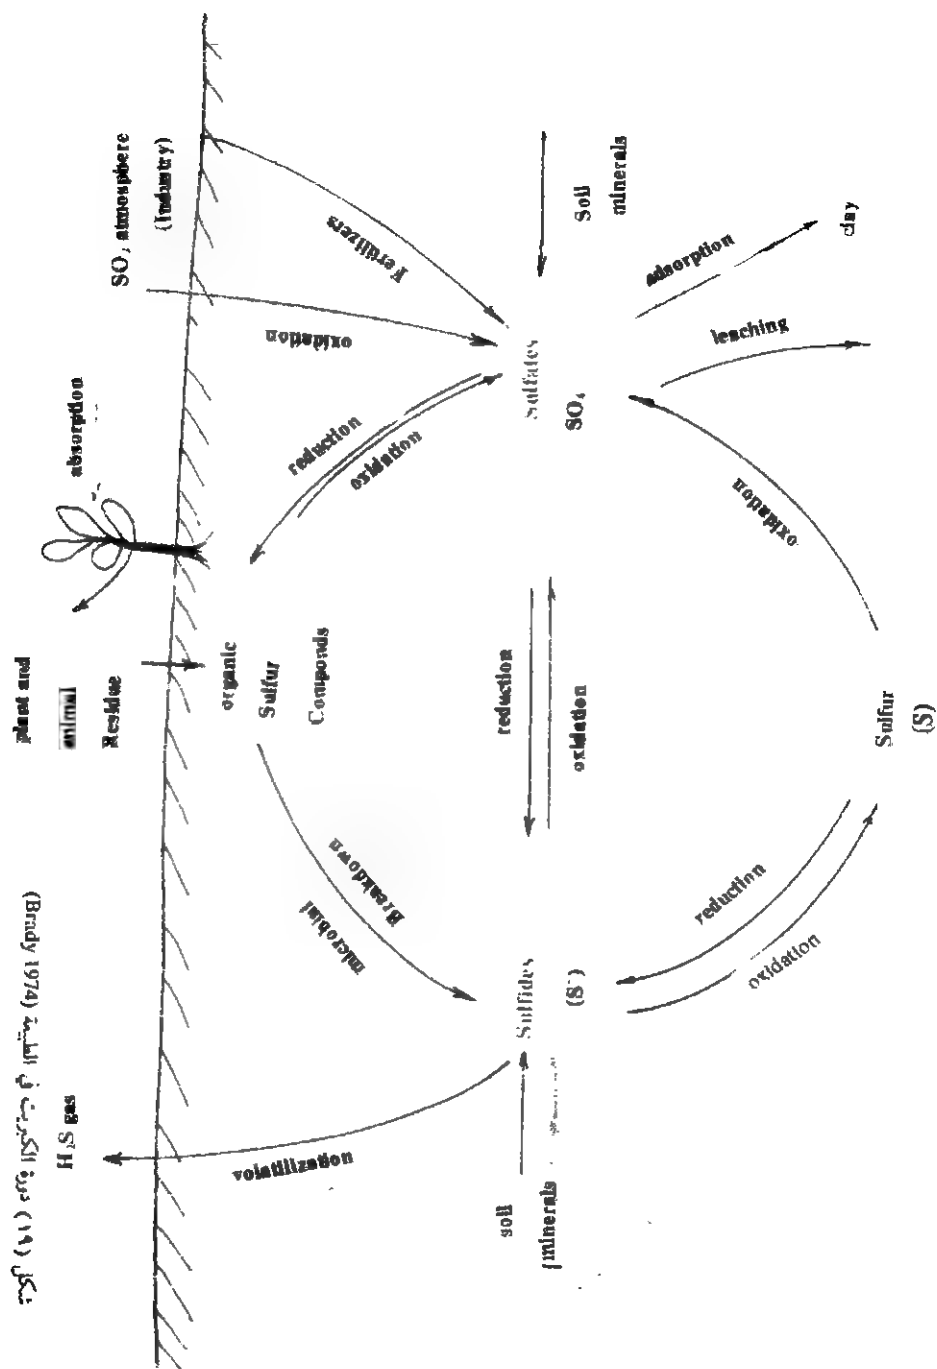 SO₂ atmosphere
(Industry)
absorption
plant and
animal
Residue
H₂S gas
Fertilizers
oxidation
reduction
oxidation
organic
Sulfur
Componds
Breakdown
microbial
volatilization
Soil
minerals
Sulfates
SO₄
adsorption
clay
leaching
reduction
oxidation
Sulfides
(S⁻)
soil
minerals
oxidation
Sulfur
(S)
reduction
oxidation
شكل (١٩) دورة الكبريت في الطبيعة (Brady 1974)